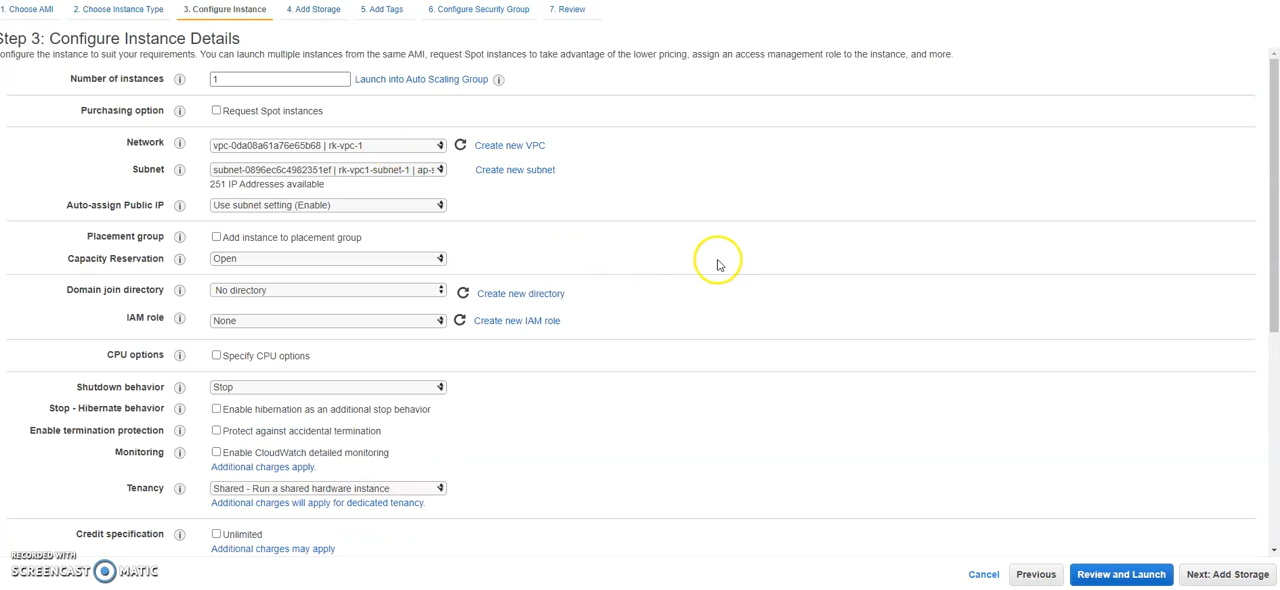 1. Choose AMI 2. Choose Instance Type 3. Configure Instance 4. Add Storage 5. Add Tags 6. Configure Security Group 7. Review
Step 3: Configure Instance Details
onfigure the instance to suit your requirements. You can launch multiple instances from the same AMI, request Spot instances to take advantage of the lower pricing, assign an access management role to the instance, and more.
Number of instances i 1 Launch into Auto Scaling Group i
Purchasing option i Request Spot instances
Network i vpc-0da08a61a76e65b68 | rk-vpc-1 Create new VPC
Subnet i subnet-0896ec6c4982351ef | rk-vpc1-subnet-1 | ap-s Create new subnet
251 IP Addresses available
Auto-assign Public IP i Use subnet setting (Enable)
Placement group i Add instance to placement group
Capacity Reservation i Open
Domain join directory i No directory Create new directory
IAM role i None Create new IAM role
CPU options i Specify CPU options
Shutdown behavior i Stop
Stop - Hibernate behavior i Enable hibernation as an additional stop behavior
Enable termination protection i Protect against accidental termination
Monitoring i Enable CloudWatch detailed monitoring
Additional charges apply.
Tenancy i Shared - Run a shared hardware instance
Additional charges will apply for dedicated tenancy.
Credit specification i Unlimited
Additional charges may apply
RECORDED WITH
SCREENCAST MATIC
Cancel Previous Review and Launch Next: Add Storage